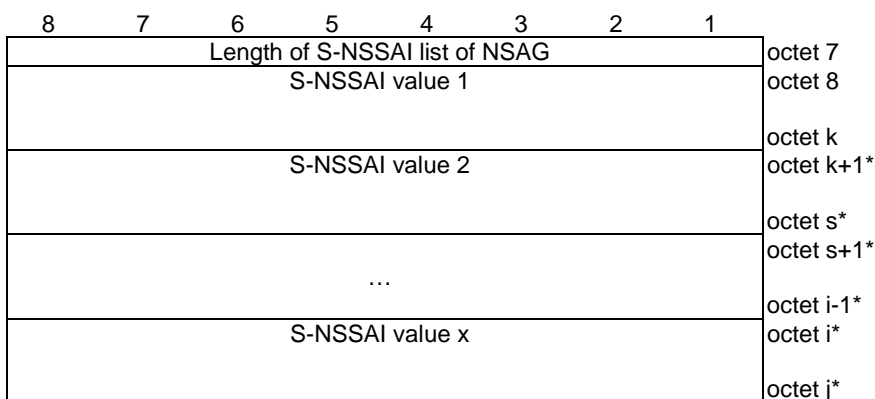 8 7 6 5 4 3 2 1
Length of S-NSSAI list of NSAG octet 7
S-NSSAI value 1 octet 8
octet k
S-NSSAI value 2 octet k+1*
octet s*
octet s+1*
…
octet i-1*
S-NSSAI value x octet i*
octet j*